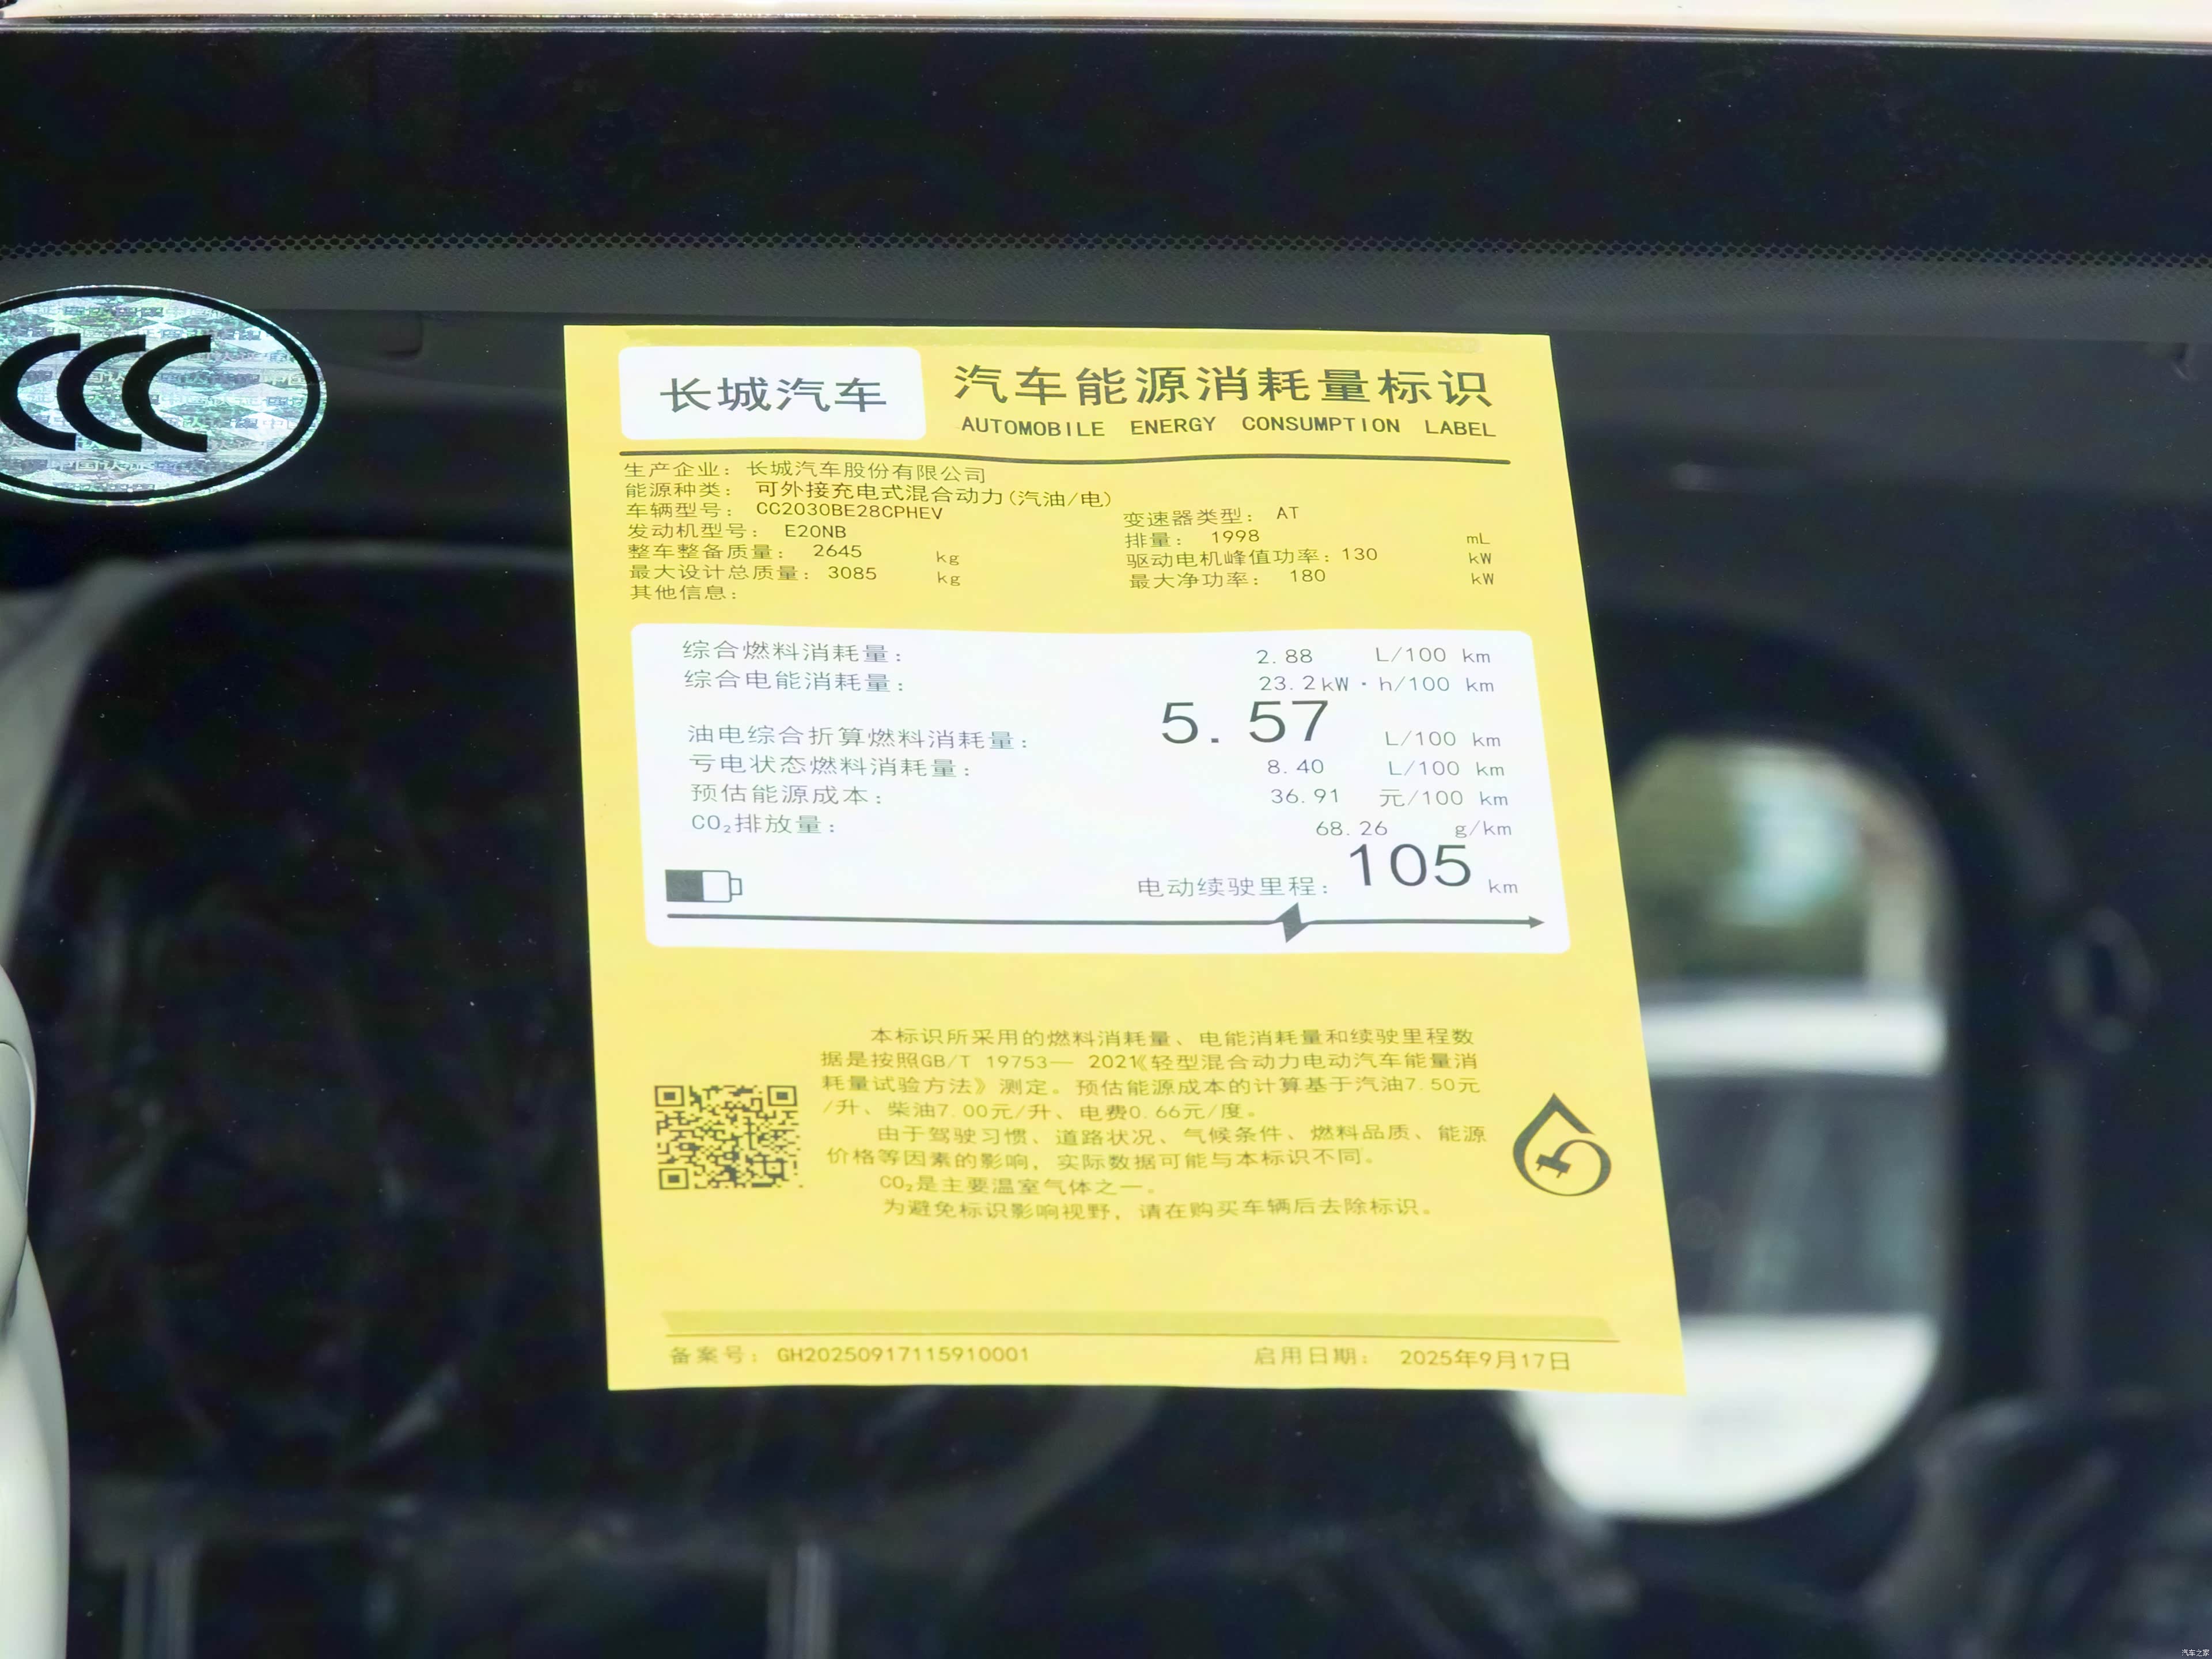 CCC
长城汽车
汽车能源消耗量标识
AUTOMOBILE ENERGY CONSUMPTION LABEL
生产企业：长城汽车股份有限公司
能源种类：可外接充电式混合动力(汽油/电)
车辆型号：CC2030BE28CPHEV
变速器类型：AT
发动机型号：E20NB
排量：1998 mL
整车整备质量：2645 kg
驱动电机峰值功率：130 kW
最大设计总质量：3085 kg
最大净功率：180 kW
其他信息：
综合燃料消耗量：2.88 L/100 km
综合电能消耗量：23.2kW·h/100 km
油电综合折算燃料消耗量：5.57 L/100 km
亏电状态燃料消耗量：8.40 L/100 km
预估能源成本：36.91 元/100 km
CO₂排放量：68.26 g/km
电动续驶里程：105 km
本标识所采用的燃料消耗量、电能消耗量和续驶里程数
据是按照GB/T 19753— 2021《轻型混合动力电动汽车能量消
耗量试验方法》测定。预估能源成本的计算基于汽油7.50元
/升、柴油7.00元/升、电费0.66元/度。
由于驾驶习惯、道路状况、气候条件、燃料品质、能源
价格等因素的影响，实际数据可能与本标识不同。
CO₂是主要温室气体之一。
为避免标识影响视野，请在购买车辆后去除标识。
备案号：GH20250917115910001
启用日期：2025年9月17日
汽车之家